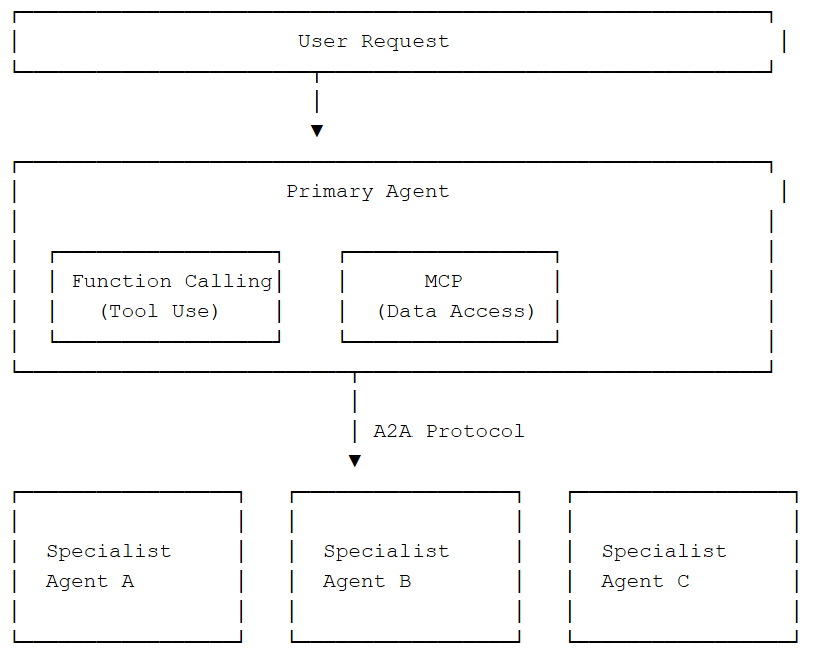 User Request
Primary Agent
Function Calling
(Tool Use)
MCP
(Data Access)
A2A Protocol
Specialist
Agent A
Specialist
Agent B
Specialist
Agent C